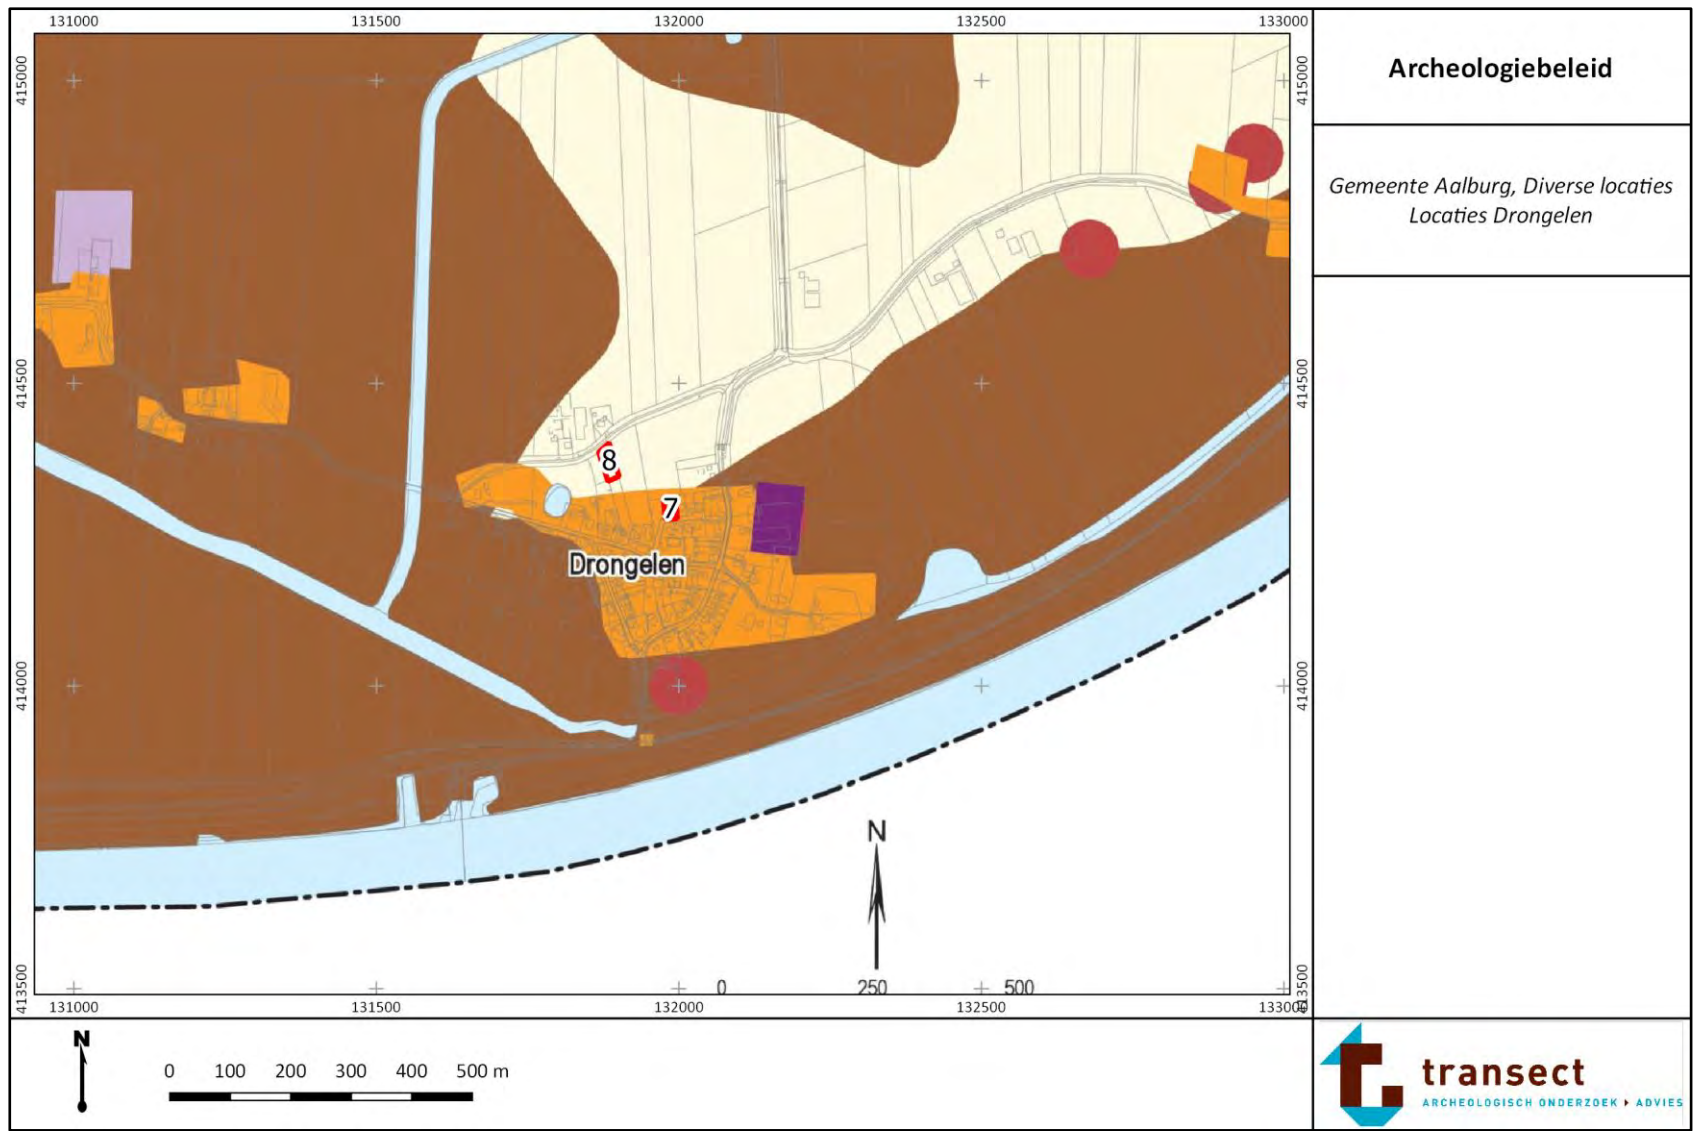 131000 131500 132000 132500 133000
415000
415000
414500
414500
414000
414000
413500
413500
8
7
Drongelen
N
0 250 500
131000 131500 132000 132500 133000
Archeologiebeleid
Gemeente Aalburg, Diverse locaties
Locaties Drongelen
N
0 100 200 300 400 500 m
transect
ARCHEOLOGISCH ONDERZOEK ADVIES